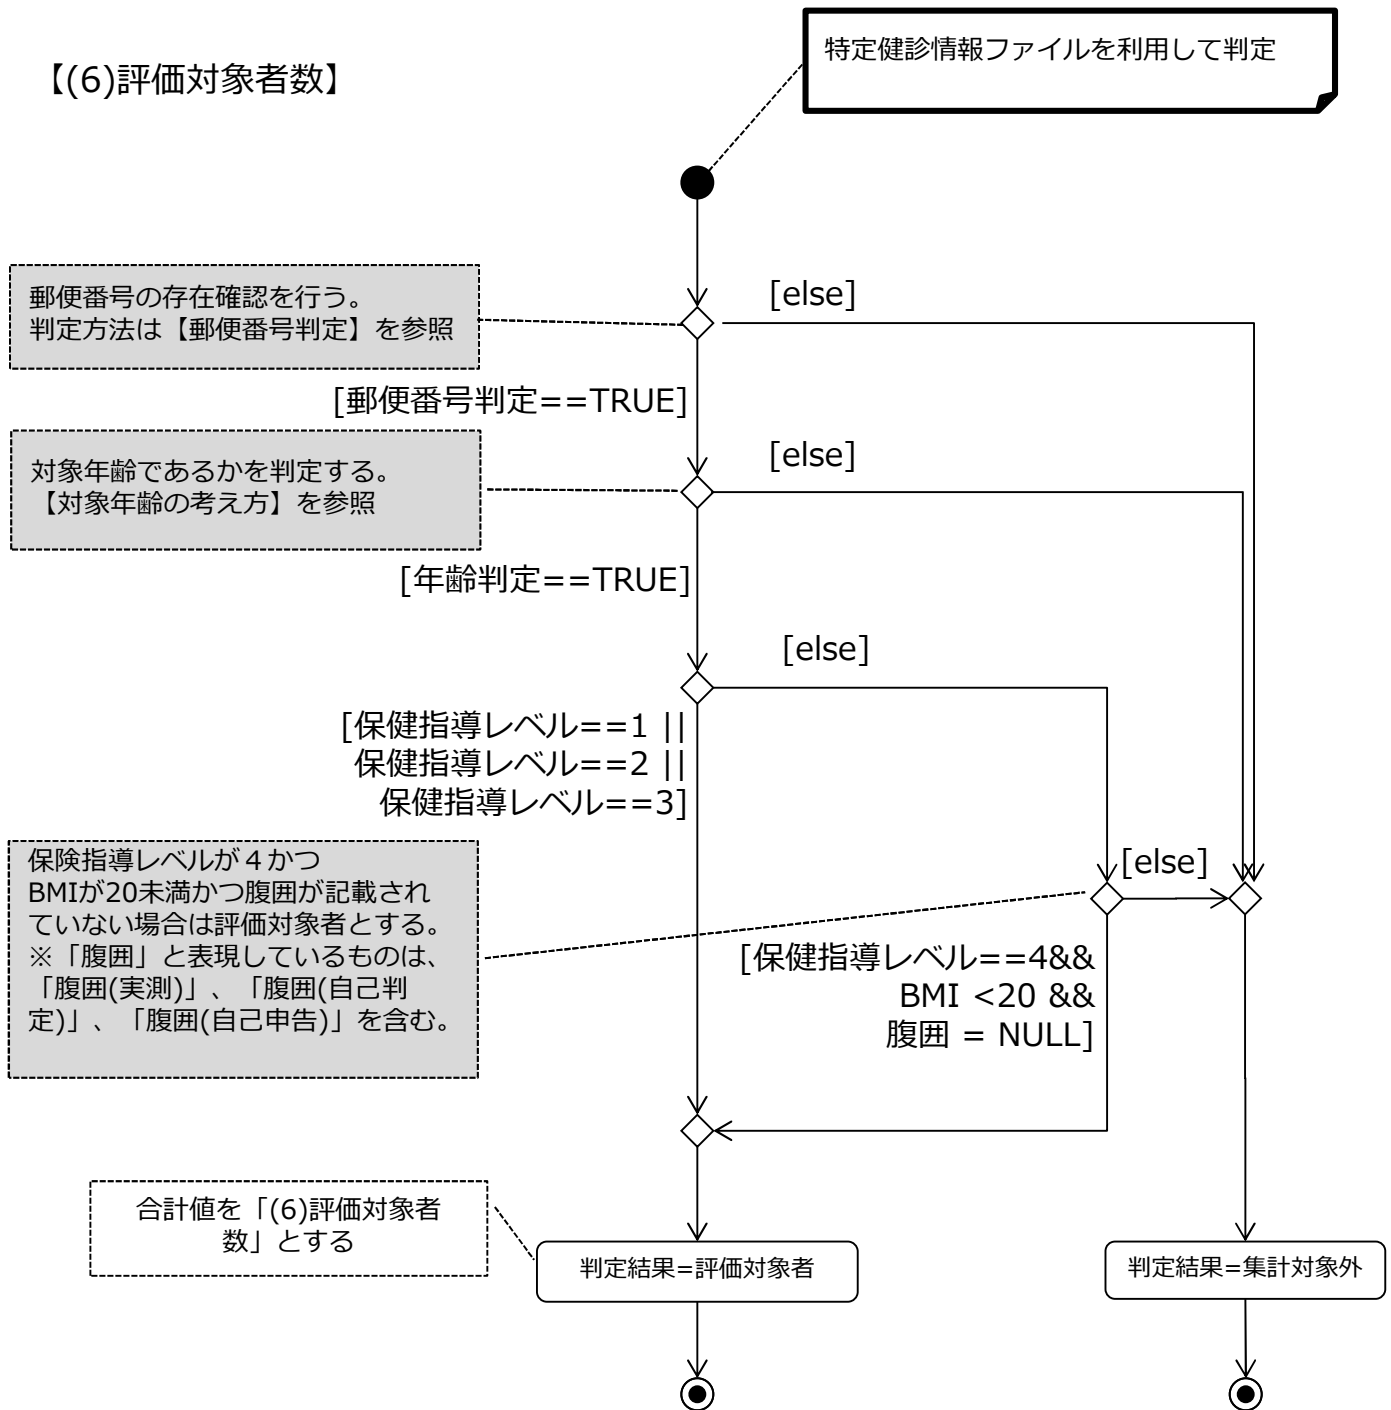 特定健診情報ファイルを利用して判定
【(6)評価対象者数】
郵便番号の存在確認を行う。
判定方法は【郵便番号判定】を参照
[else]
[郵便番号判定==TRUE]
対象年齢であるかを判定する。
【対象年齢の考え方】を参照
[else]
[年齢判定==TRUE]
[else]
[保健指導レベル==1 ||
保健指導レベル==2 ||
保健指導レベル==3]
保険指導レベルが４かつ
BMIが20未満かつ腹囲が記載され
ていない場合は評価対象者とする。
※「腹囲」と表現しているものは、
「腹囲(実測)」、「腹囲(自己判
定)」、「腹囲(自己申告)」を含む。
[else]
[保健指導レベル==4&&
BMI <20 &&
腹囲 = NULL]
合計値を「(6)評価対象者
数」とする
判定結果=評価対象者
判定結果=集計対象外